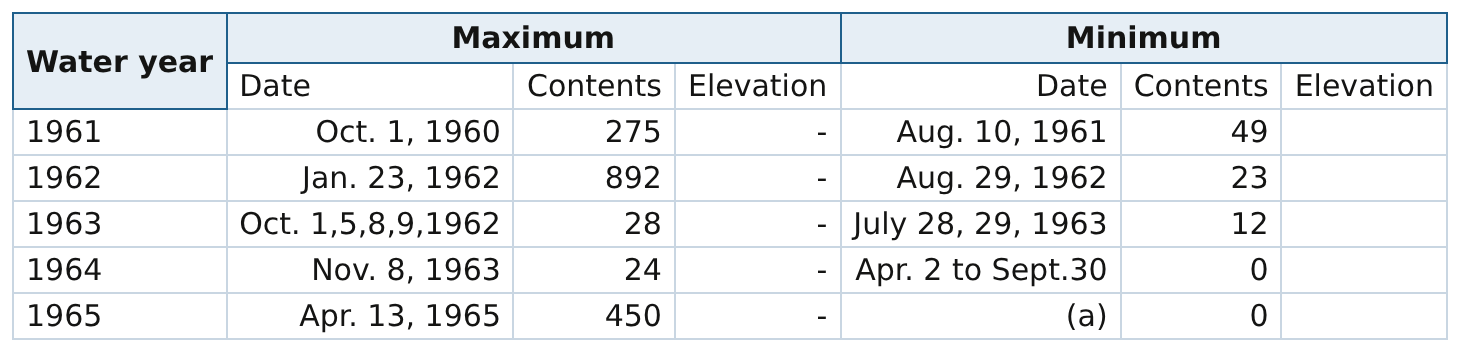 Water year Maximum Minimum
Date Contents Elevation Date Contents Elevation
1961 Oct. 1, 1960 275 - Aug. 10, 1961 49
1962 Jan. 23, 1962 892 - Aug. 29, 1962 23
1963 Oct. 1,5,8,9,1962 28 - July 28, 29, 1963 12
1964 Nov. 8, 1963 24 - Apr. 2 to Sept.30 0
1965 Apr. 13, 1965 450 - (a) 0